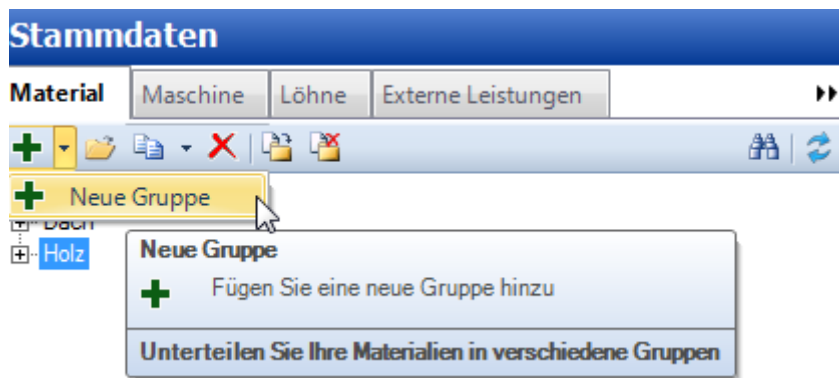 Stammdaten
Material Maschine Löhne Externe Leistungen
Neue Gruppe
Dach
Holz
Neue Gruppe
Fügen Sie eine neue Gruppe hinzu
Unterteilen Sie Ihre Materialien in verschiedene Gruppen